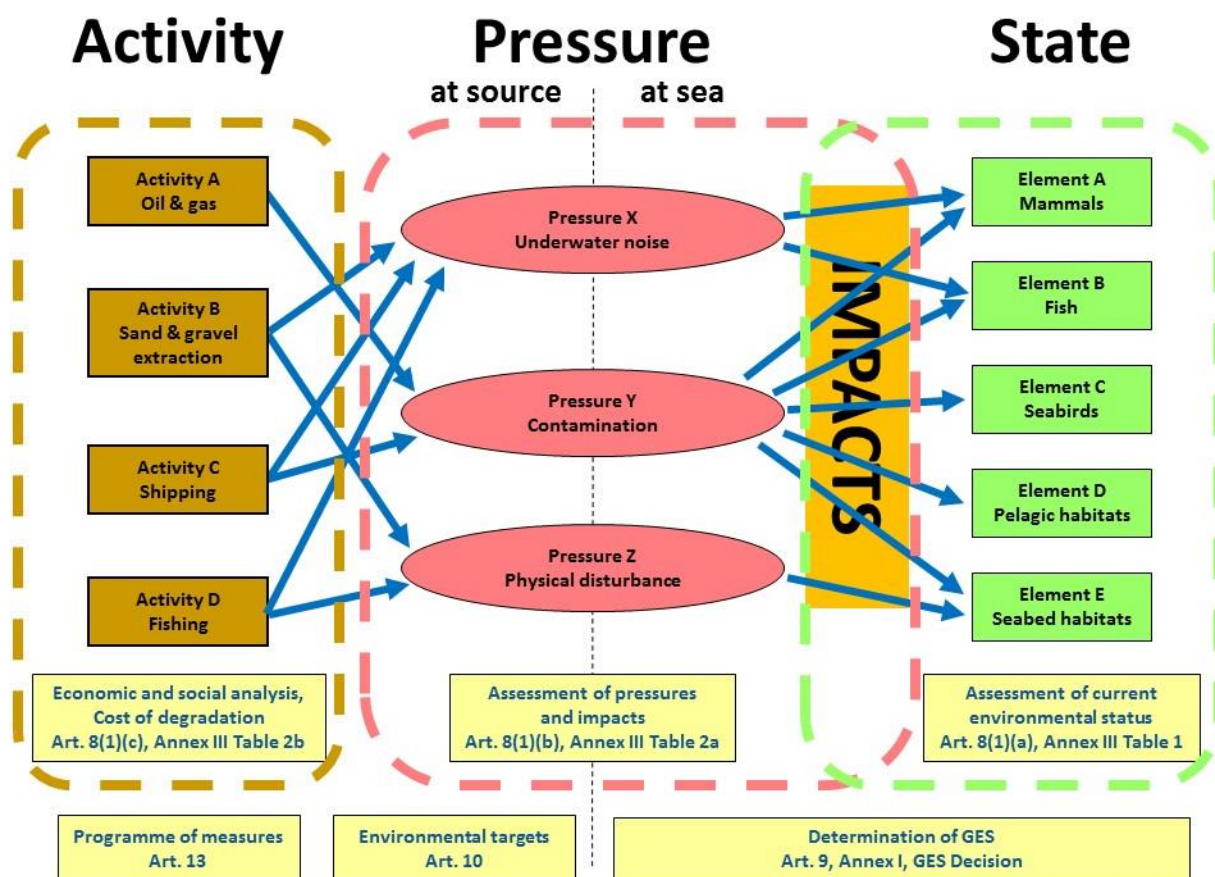 Activity
Pressure
State
at source
at sea
Activity A
Oil & gas
Activity B
Sand & gravel
extraction
Activity C
Shipping
Activity D
Fishing
Pressure X
Underwater noise
Pressure Y
Contamination
Pressure Z
Physical disturbance
IMPACTS
Element A
Mammals
Element B
Fish
Element C
Seabirds
Element D
Pelagic habitats
Element E
Seabed habitats
Economic and social analysis,
Cost of degradation
Art. 8(1)(c), Annex III Table 2b
Assessment of pressures
and impacts
Art. 8(1)(b), Annex III Table 2a
Assessment of current
environmental status
Art. 8(1)(a), Annex III Table 1
Programme of measures
Art. 13
Environmental targets
Art. 10
Determination of GES
Art. 9, Annex I, GES Decision